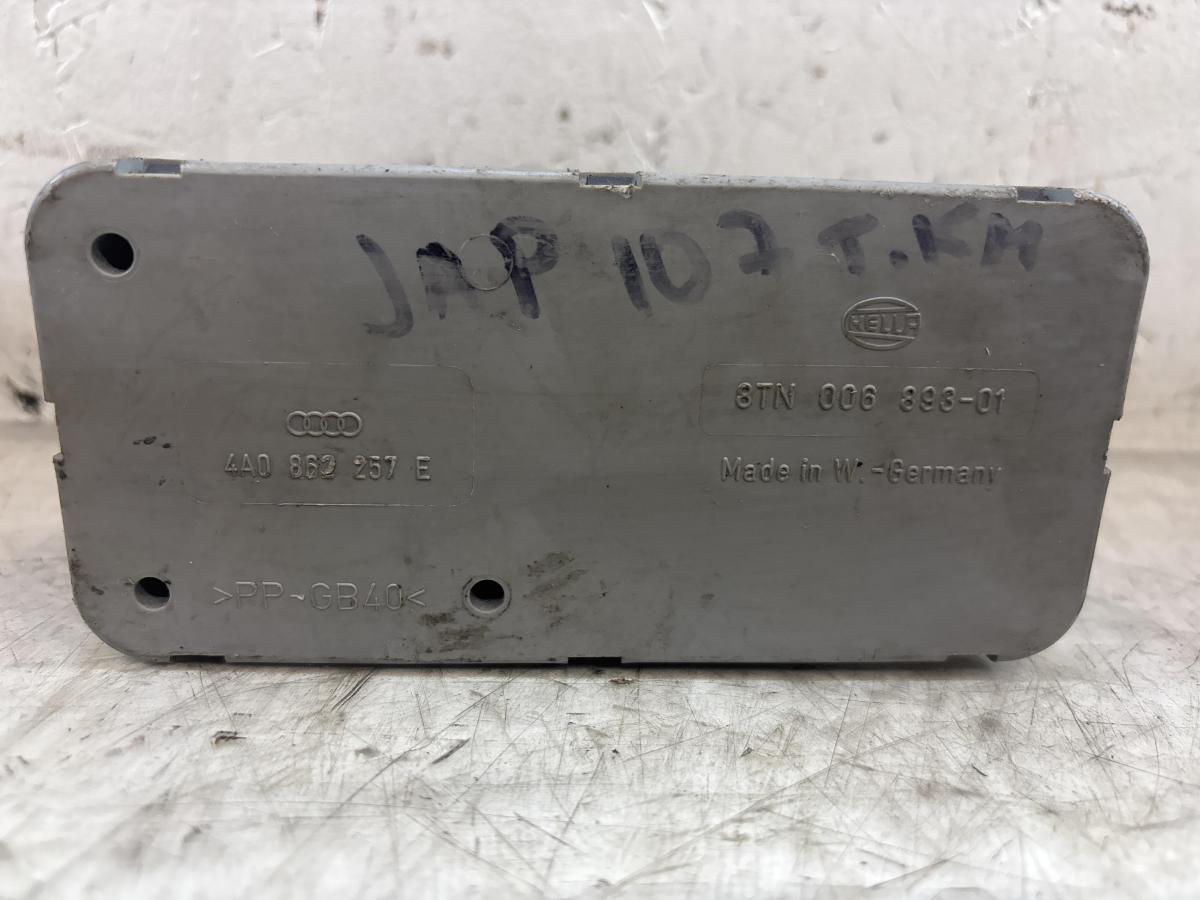 JAP 107 T.KM
HELLA
8TN 006 893-01
4A0 862 257 E
Made in W.-Germany
>PP-GB40<